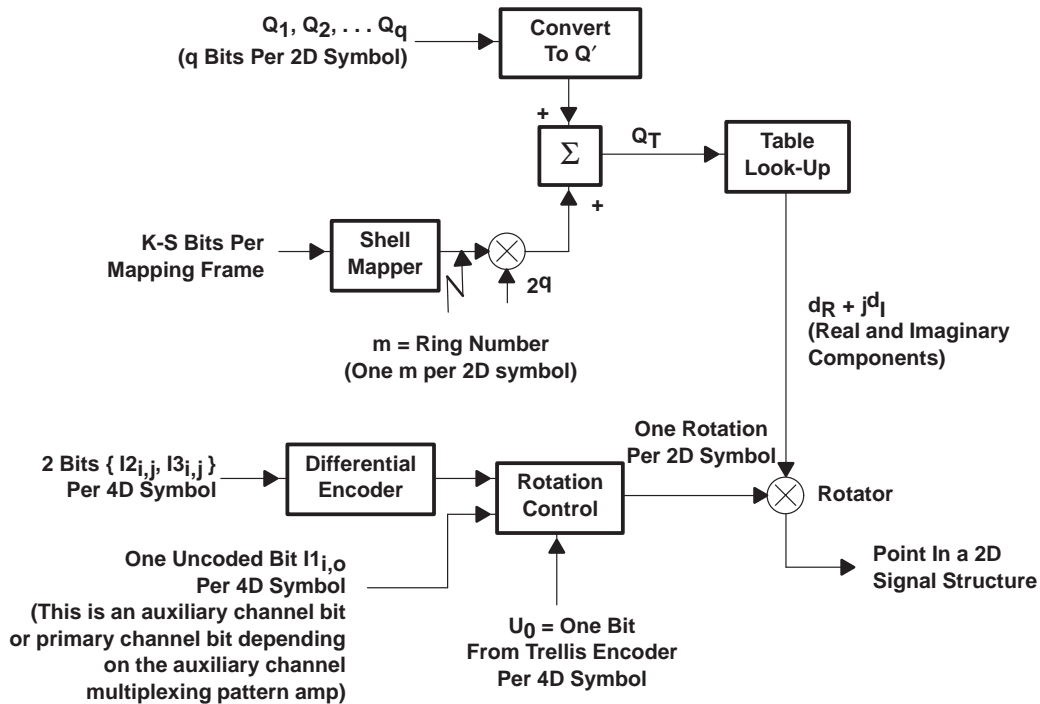 Q1, Q2, . . . Qq
(q Bits Per 2D Symbol)
Convert
To Q′
+
Σ
+
QT
Table
Look-Up
K-S Bits Per
Mapping Frame
Shell
Mapper
2q
m = Ring Number
(One m per 2D symbol)
dR + jdI
(Real and Imaginary
Components)
One Rotation
Per 2D Symbol
2 Bits { I2i,j, I3i,j }
Per 4D Symbol
Differential
Encoder
Rotation
Control
Rotator
One Uncoded Bit I1i,o
Per 4D Symbol
(This is an auxiliary channel bit
or primary channel bit depending
on the auxiliary channel
multiplexing pattern amp)
U0 = One Bit
From Trellis Encoder
Per 4D Symbol
Point In a 2D
Signal Structure